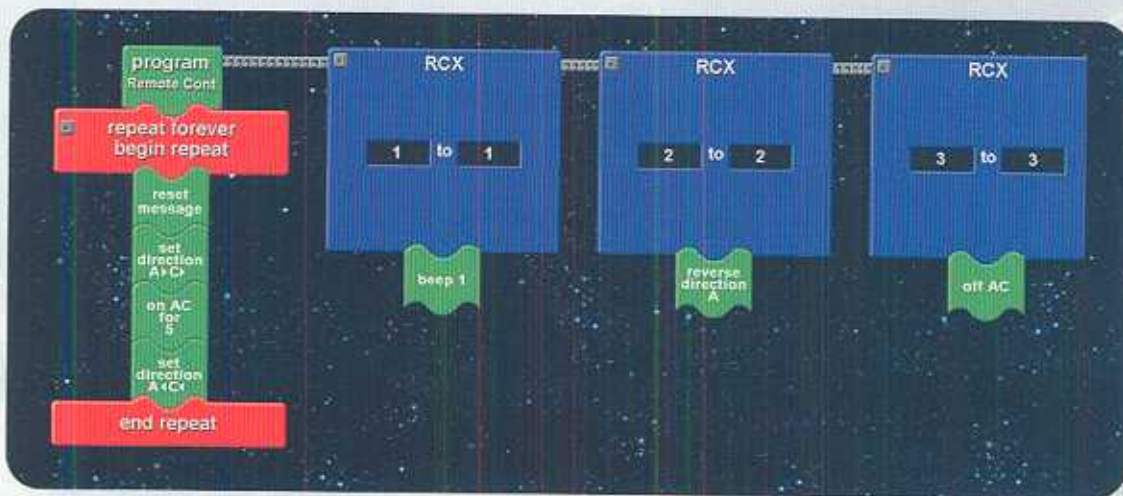 program
Remote Cont
repeat forever
begin repeat
reset
message
set
direction
A▸C▸
on AC
for
5
set
direction
A◂C◂
end repeat
RCX
1 to 1
beep 1
RCX
2 to 2
reverse
direction
A
RCX
3 to 3
off AC